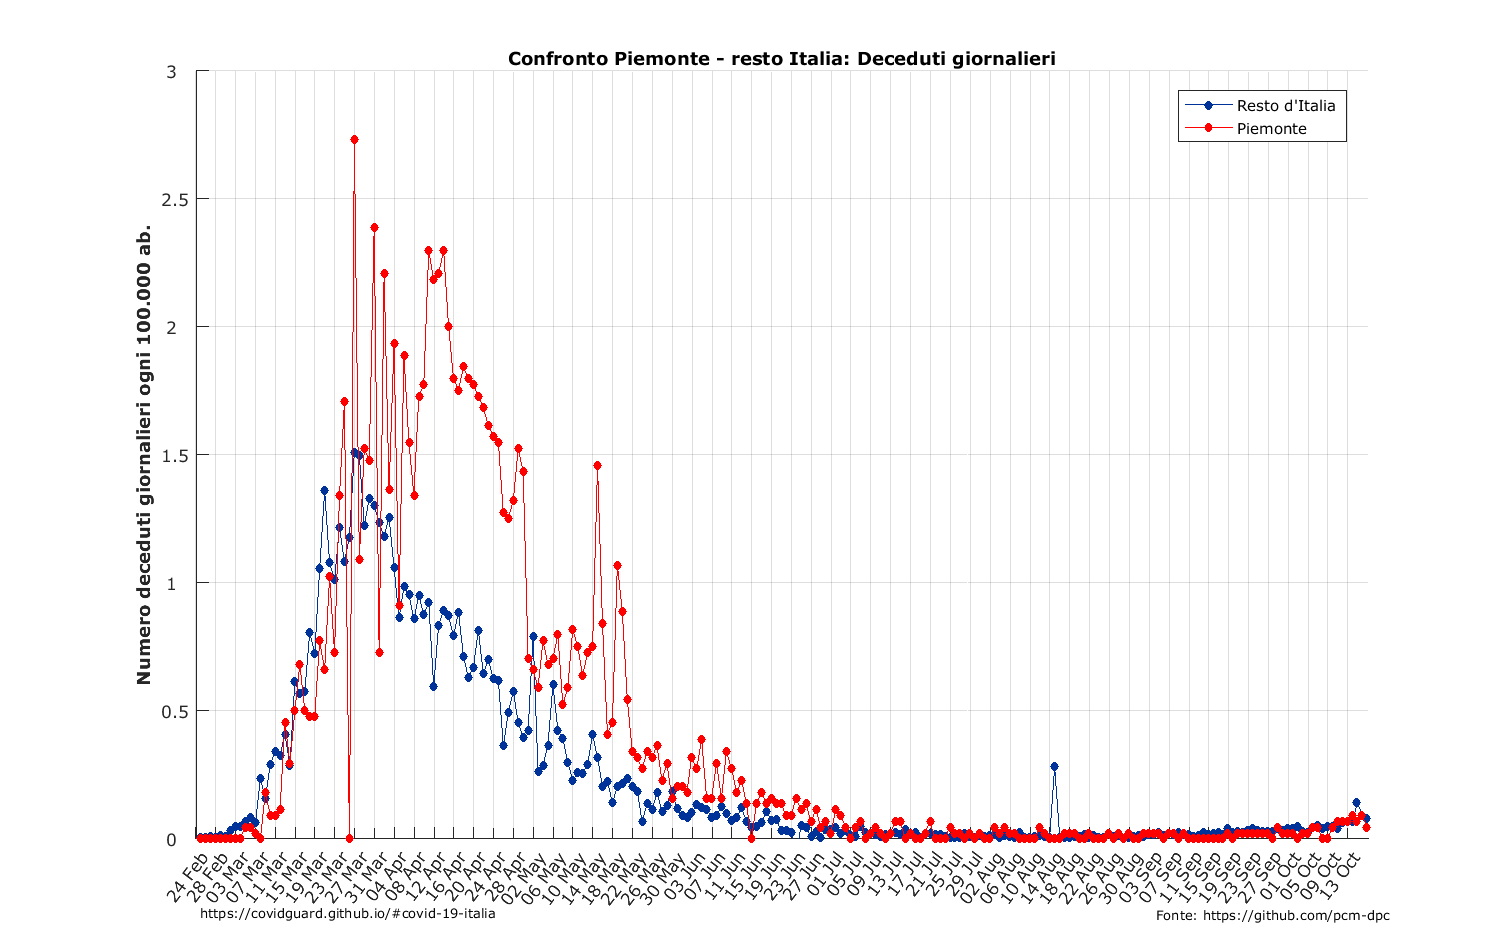 Confronto Piemonte - resto Italia: Deceduti giornalieri
Resto d'Italia
Piemonte
Numero deceduti giornalieri ogni 100.000 ab.
3
2.5
2
1.5
1
0.5
0
24 Feb
28 Feb
03 Mar
07 Mar
11 Mar
15 Mar
19 Mar
23 Mar
27 Mar
31 Mar
04 Apr
08 Apr
12 Apr
16 Apr
20 Apr
24 Apr
28 Apr
02 May
06 May
10 May
14 May
18 May
22 May
26 May
30 May
03 Jun
07 Jun
11 Jun
15 Jun
19 Jun
23 Jun
27 Jun
01 Jul
05 Jul
09 Jul
13 Jul
17 Jul
21 Jul
25 Jul
29 Jul
02 Aug
06 Aug
10 Aug
14 Aug
18 Aug
22 Aug
26 Aug
30 Aug
03 Sep
07 Sep
11 Sep
15 Sep
19 Sep
23 Sep
27 Sep
01 Oct
05 Oct
09 Oct
13 Oct
https://covidguard.github.io/#covid-19-italia
Fonte: https://github.com/pcm-dpc